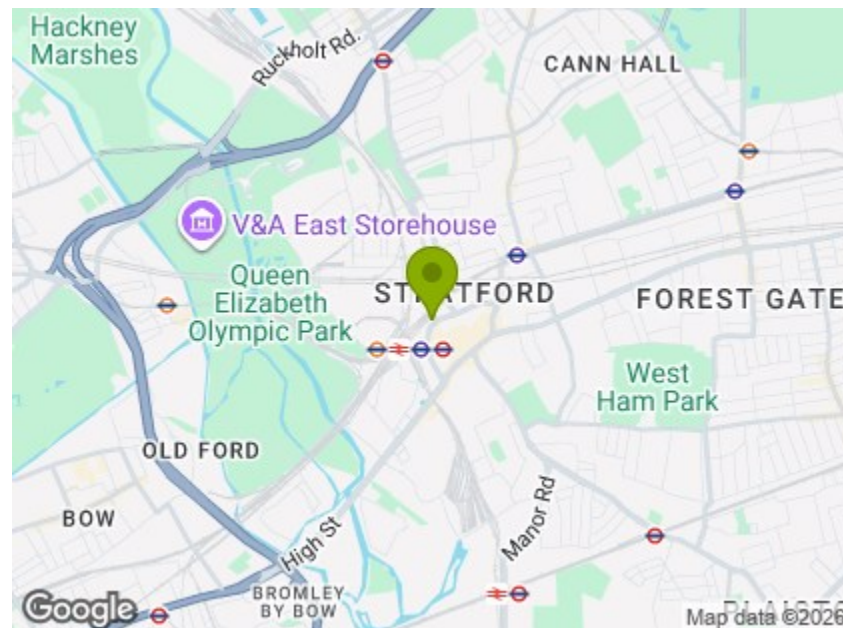 Hackney
Marshes
Ruckholt Rd.
CANN HALL
V&A East Storehouse
Queen
Elizabeth
Olympic Park
STRATFORD
FOREST GATE
West
Ham Park
OLD FORD
BOW
High St
Manor Rd
BROMLEY
BY BOW
Google
Map data ©2026